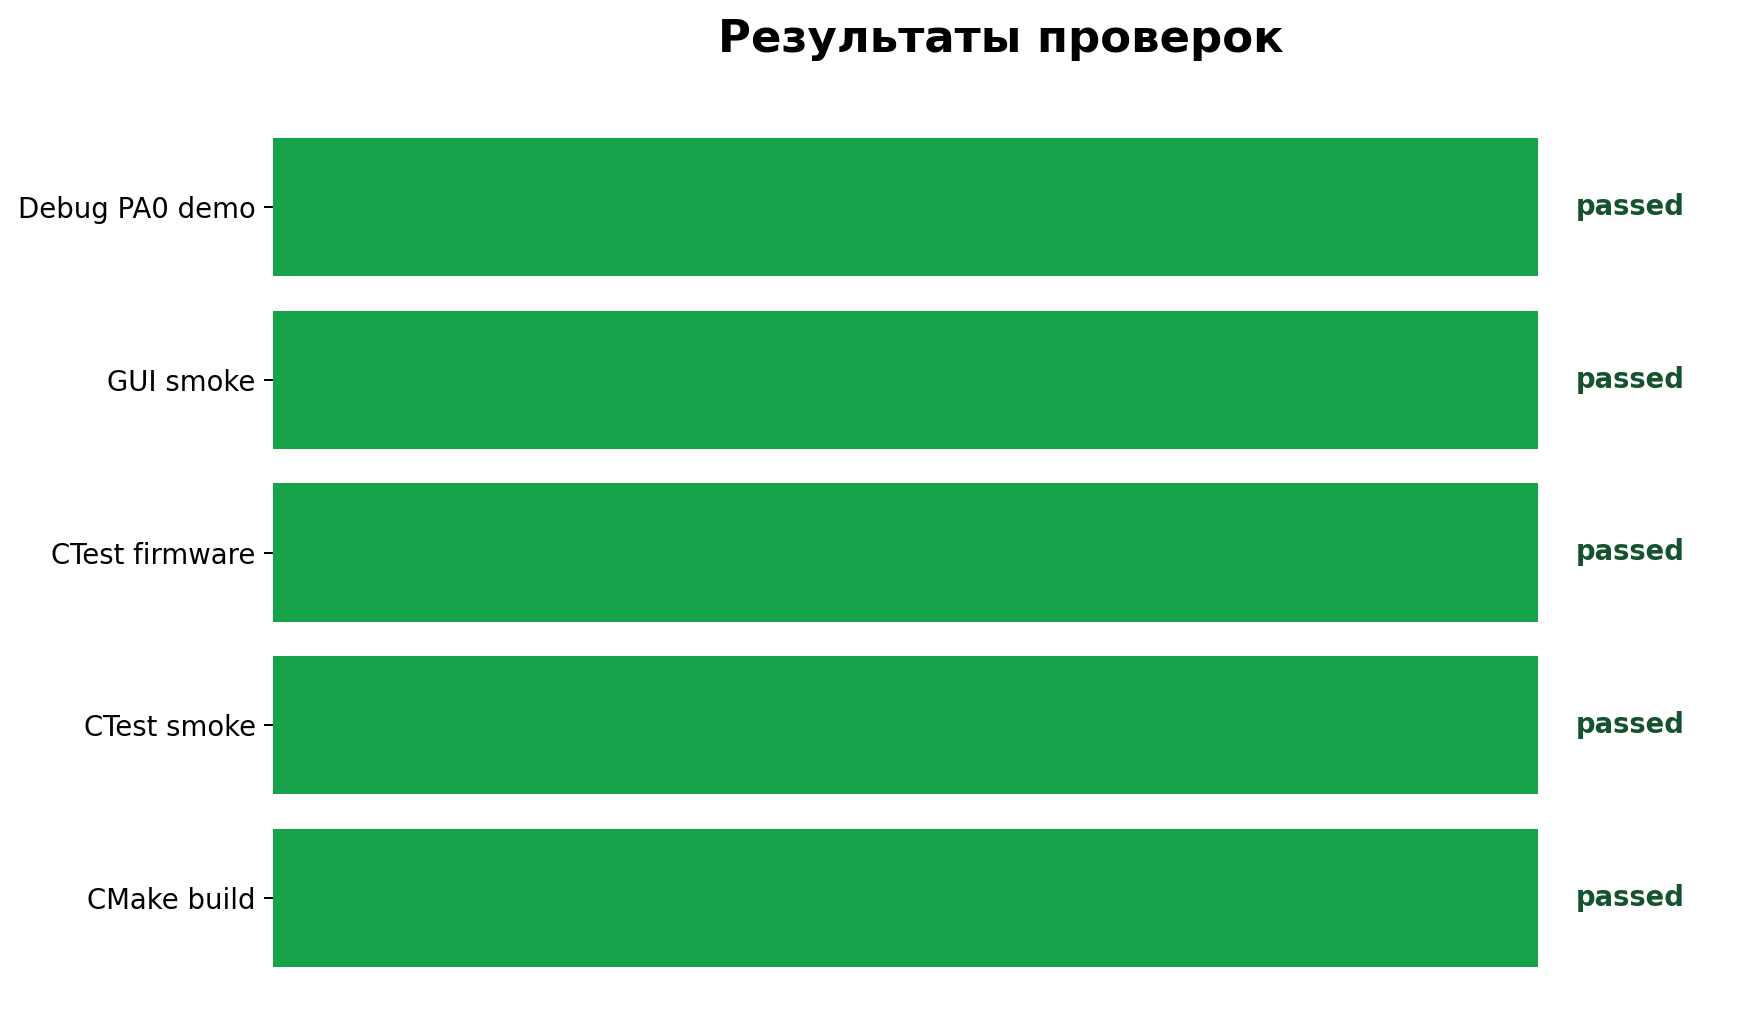 Результаты проверок
Debug PA0 demo passed
GUI smoke passed
CTest firmware passed
CTest smoke passed
CMake build passed